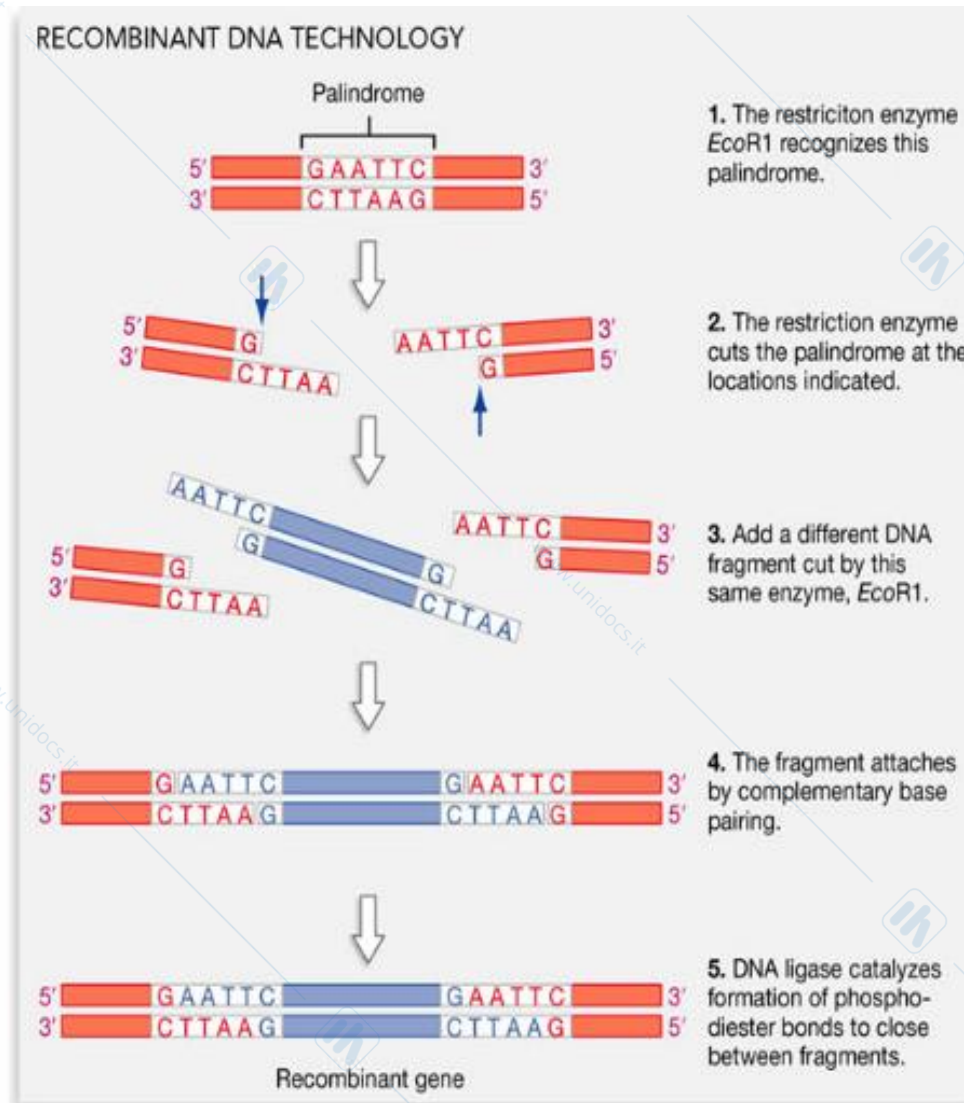 RECOMBINANT DNA TECHNOLOGY
Palindrome
5′ GAATTC 3′
3′ CTTAAG 5′
1. The restriciton enzyme
EcoR1 recognizes this
palindrome.
5′ G AATTC 3′
3′ CTTAA G 5′
2. The restriction enzyme
cuts the palindrome at the
locations indicated.
AATTC G
G CTTAA
5′ G
3′ CTTAA
AATTC 3′
G 5′
3. Add a different DNA
fragment cut by this
same enzyme, EcoR1.
5′ GAATTC GAATTC 3′
3′ CTTAAG CTTAAG 5′
4. The fragment attaches
by complementary base
pairing.
5′ GAATTC GAATTC 3′
3′ CTTAAG CTTAAG 5′
Recombinant gene
5. DNA ligase catalyzes
formation of phospho-
diester bonds to close
between fragments.
www.unidocs.it